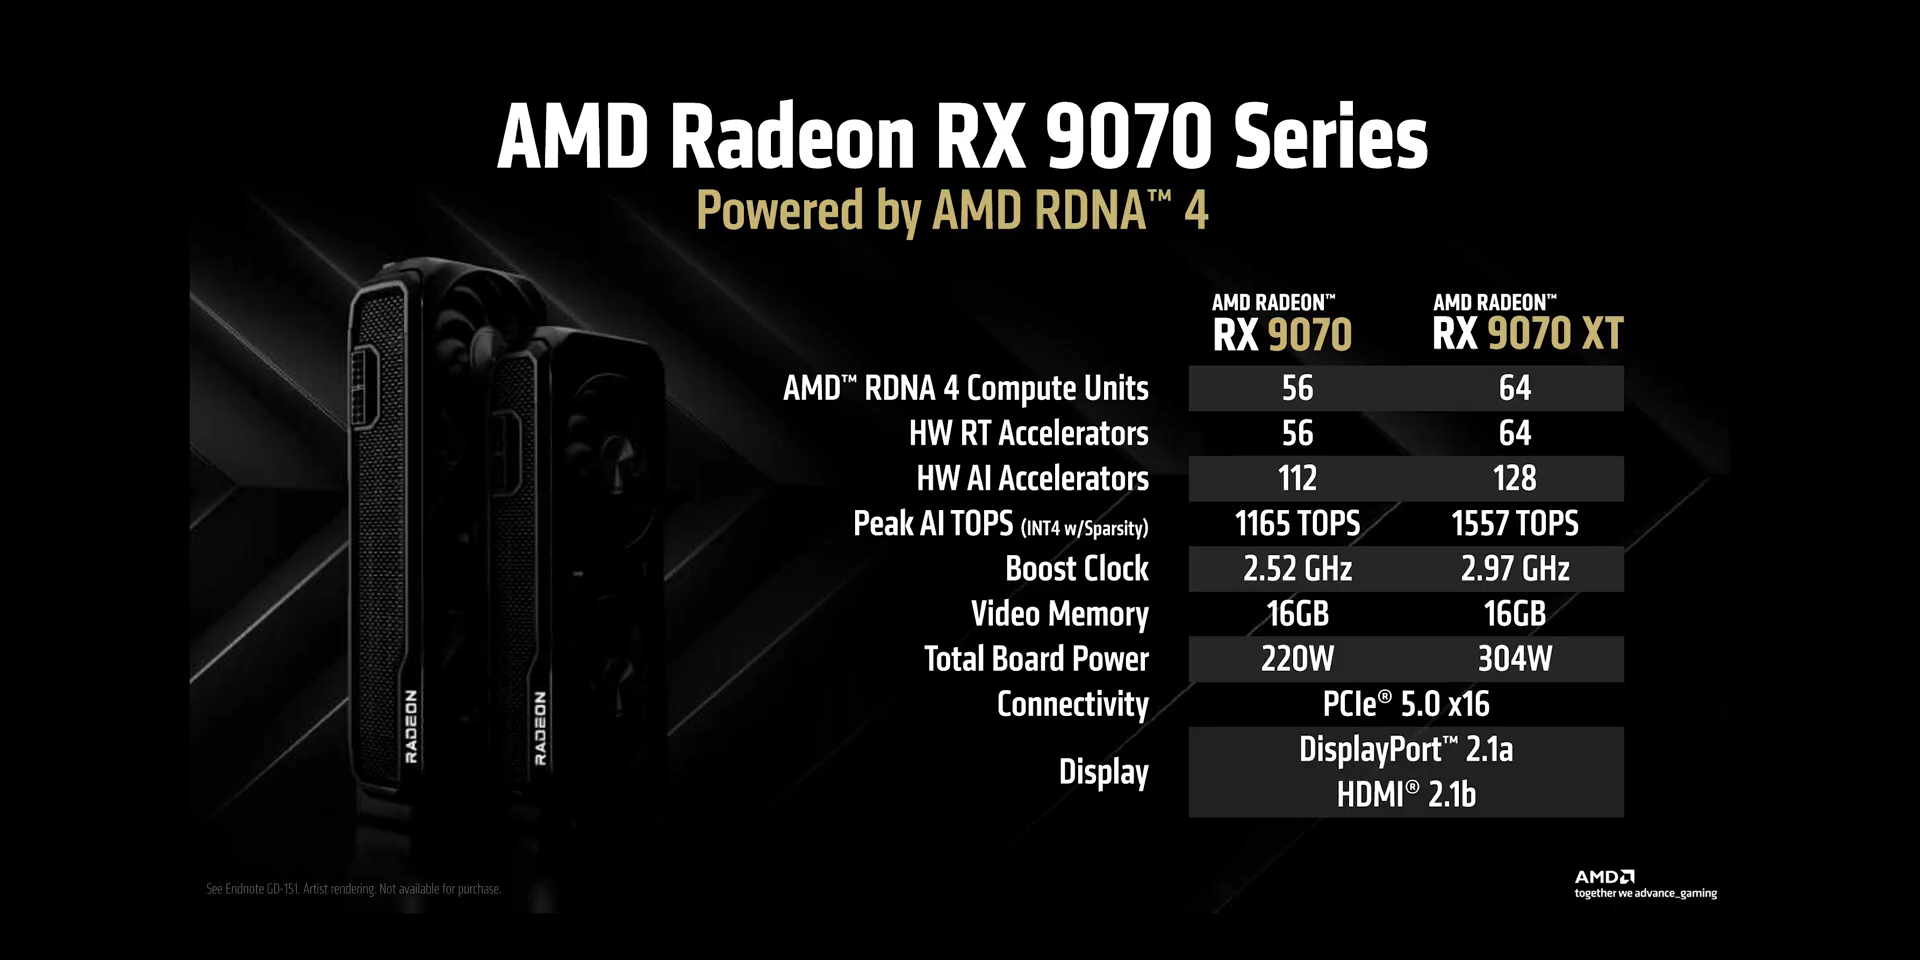 AMD Radeon RX 9070 Series
Powered by AMD RDNA™ 4
AMD RADEON™ AMD RADEON™
RX 9070 RX 9070 XT
AMD™ RDNA 4 Compute Units 56 64
HW RT Accelerators 56 64
HW AI Accelerators 112 128
Peak AI TOPS (INT4 w/Sparsity) 1165 TOPS 1557 TOPS
Boost Clock 2.52 GHz 2.97 GHz
Video Memory 16GB 16GB
Total Board Power 220W 304W
Connectivity PCIe® 5.0 x16
Display DisplayPort™ 2.1a
HDMI® 2.1b
RADEON
RADEON
See Endnote GD-151. Artist rendering. Not available for purchase.
AMD
together we advance_gaming